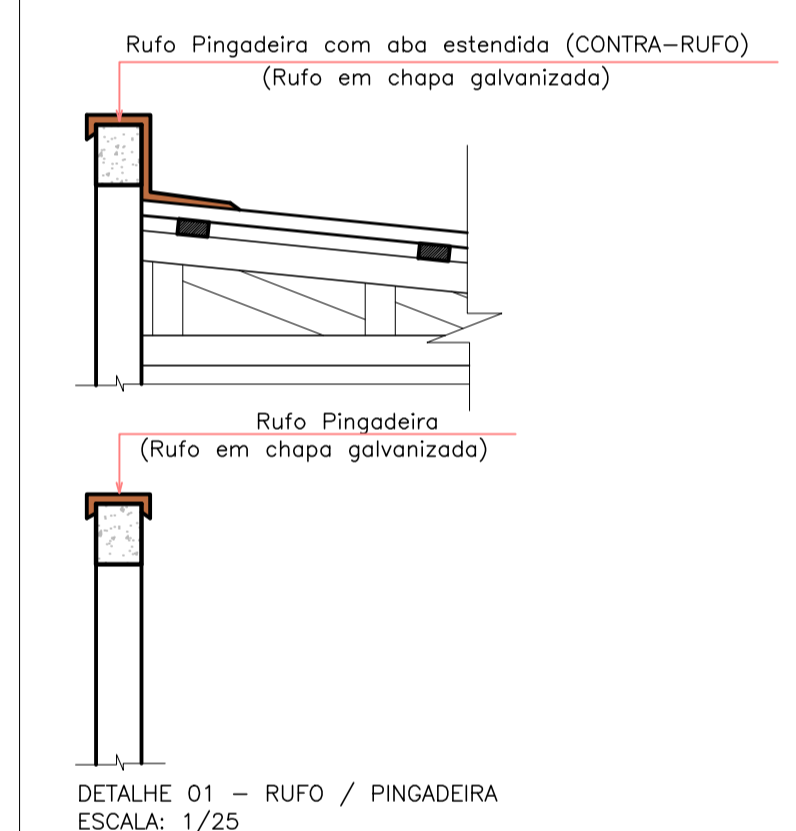 Rufo Pingadeira com aba estendida (CONTRA-RUFO)
(Rufo em chapa galvanizada)
Rufo Pingadeira
(Rufo em chapa galvanizada)
DETALHE 01 - RUFO / PINGADEIRA
ESCALA: 1/25